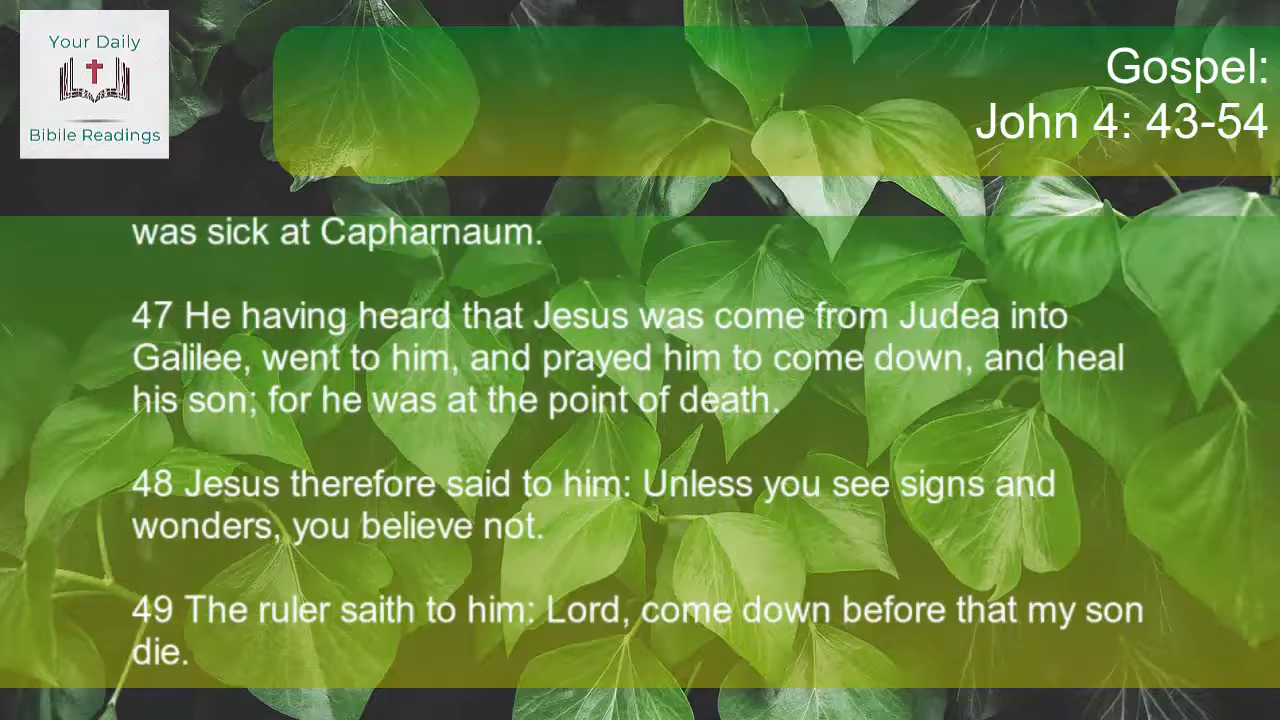 Your Daily
Bibile Readings
Gospel:
John 4: 43-54
was sick at Capharnaum.
47 He having heard that Jesus was come from Judea into
Galilee, went to him, and prayed him to come down, and heal
his son; for he was at the point of death.
48 Jesus therefore said to him: Unless you see signs and
wonders, you believe not.
49 The ruler saith to him: Lord, come down before that my son
die.